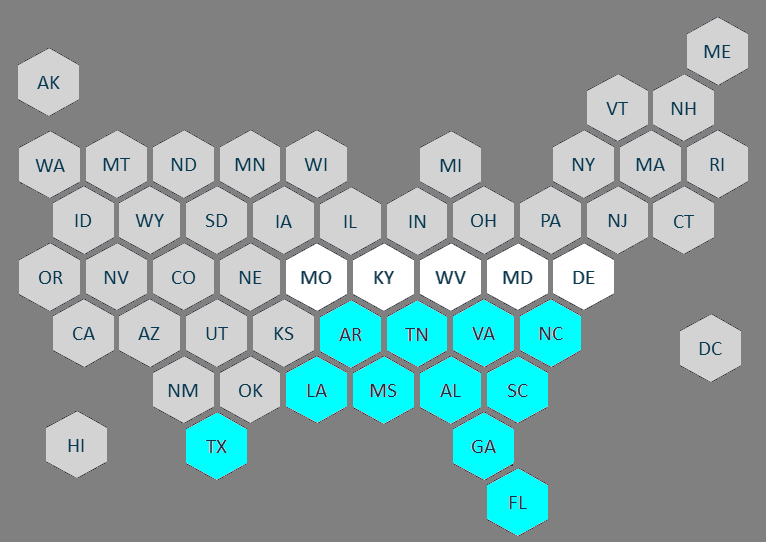 ME
AK
VT NH
WA MT ND MN WI MI NY MA RI
ID WY SD IA IL IN OH PA NJ CT
OR NV CO NE MO KY WV MD DE
CA AZ UT KS AR TN VA NC
DC
NM OK LA MS AL SC
HI TX GA
FL